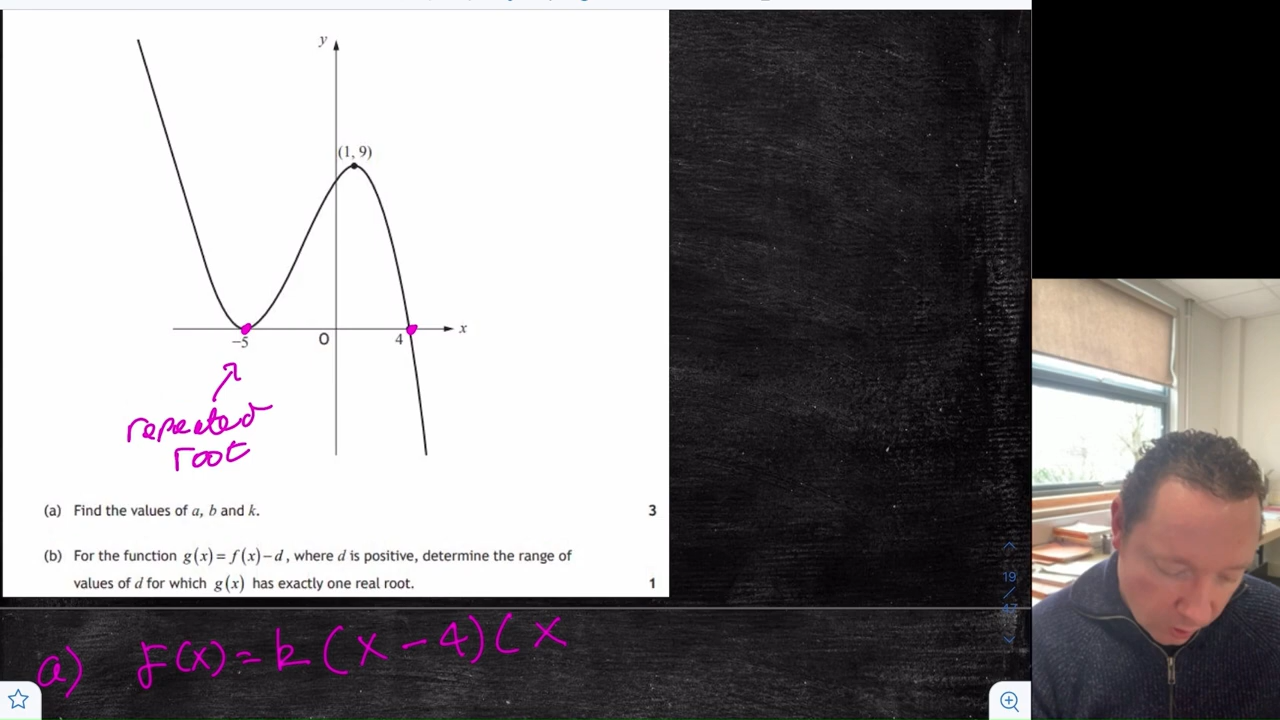 y
(1, 9)
−5
O
4
x
repeated
root
(a) Find the values of a, b and k.
3
(b) For the function g(x) = f(x) − d, where d is positive, determine the range of
values of d for which g(x) has exactly one real root.
1
19
/
a) f(x) = k (x − 4)(x